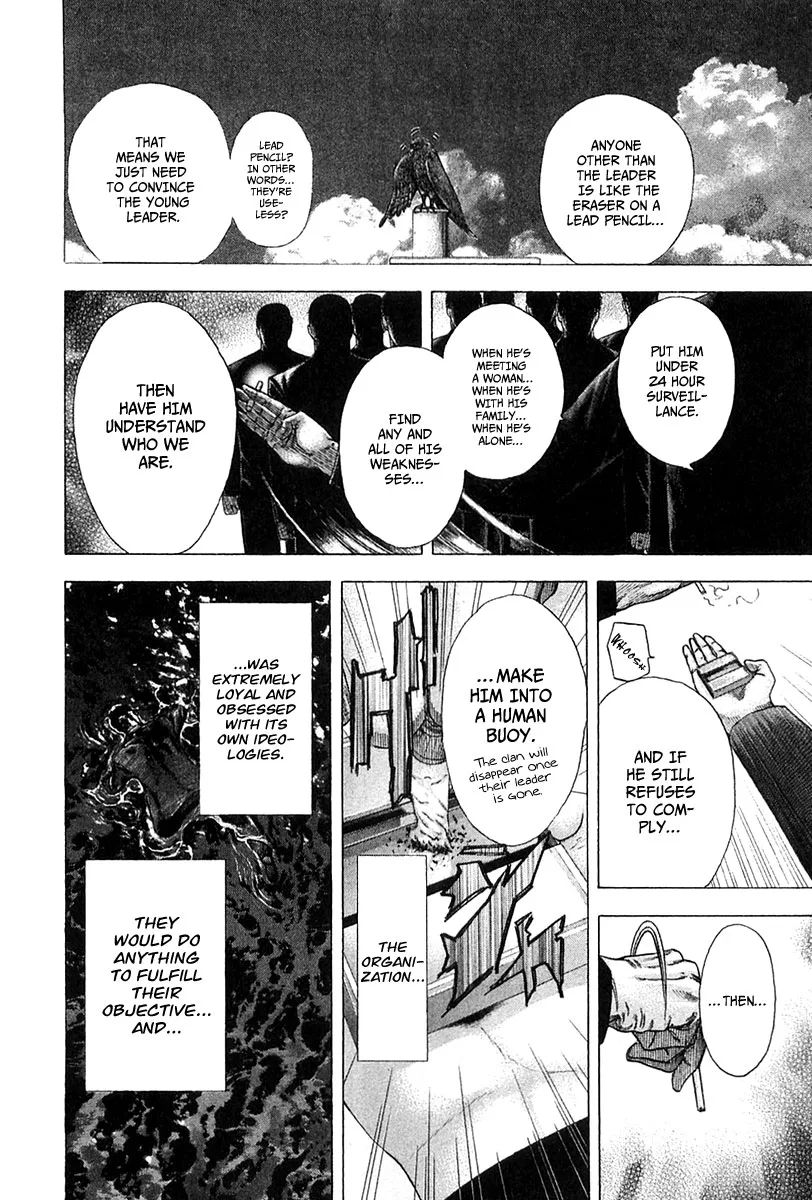 ANYONE
OTHER THAN
THE LEADER
IS LIKE THE
ERASER ON A
LEAD PENCIL...
LEAD
PENCIL?
IN OTHER
WORDS...
THEY'RE
USE-
LESS?
THAT
MEANS WE
JUST NEED
TO CONVINCE
THE YOUNG
LEADER.
PUT HIM
UNDER
24 HOUR
SURVEIL-
LANCE.
WHEN HE'S
MEETING
A WOMAN...
WHEN HE'S
WITH HIS
FAMILY...
WHEN HE'S
ALONE...
FIND
ANY AND
ALL OF HIS
WEAKNES-
SES...
THEN
HAVE HIM
UNDERSTAND
WHO WE
ARE.
WHOOSH
AND IF
HE STILL
REFUSES
TO COM-
PLY...
...THEN...
...MAKE
HIM INTO
A HUMAN
BUOY.
The clan will
disappear once
their leader
is gone.
THE
ORGANI-
ZATION...
...WAS
EXTREMELY
LOYAL AND
OBSESSED
WITH ITS
OWN IDEO-
LOGIES.
THEY
WOULD DO
ANYTHING
TO FULFILL
THEIR
OBJECTIVE...
AND...